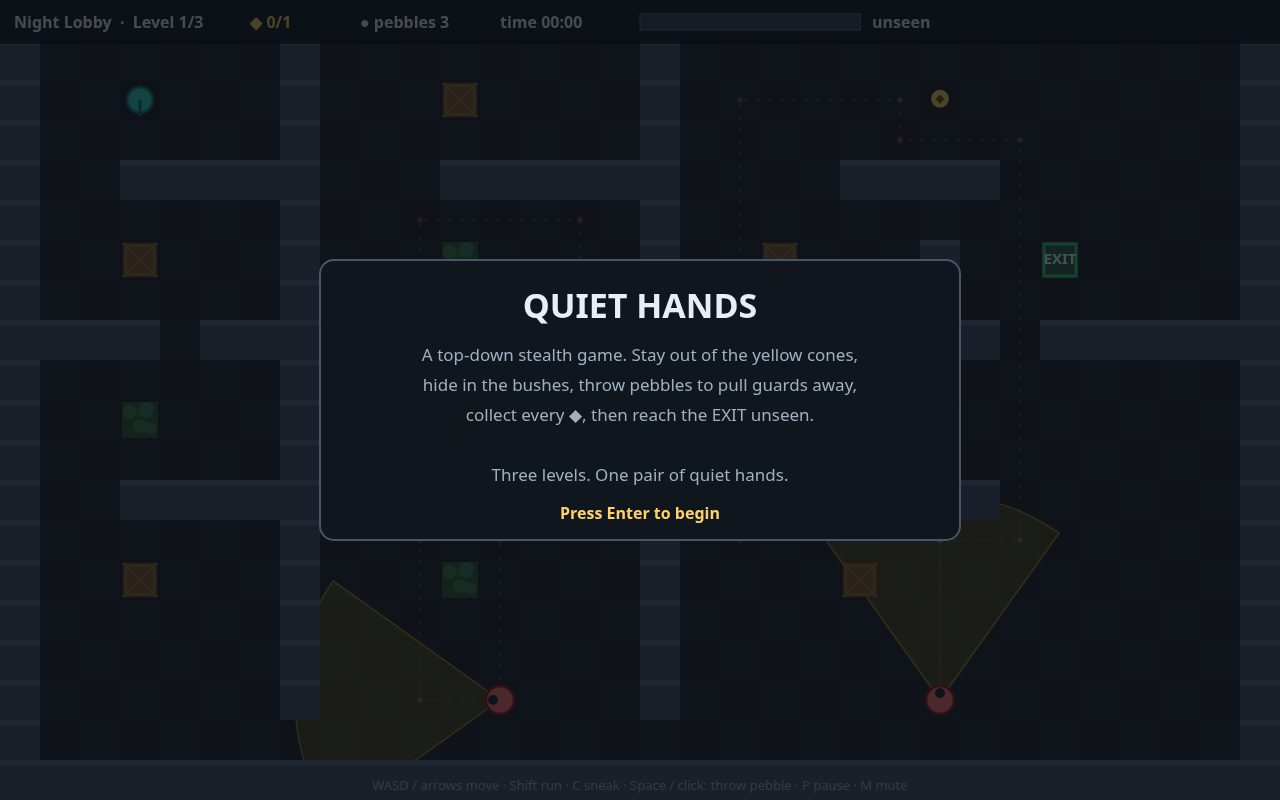 Night Lobby · Level 1/3 ◆ 0/1 ● pebbles 3 time 00:00 unseen
EXIT
QUIET HANDS
A top-down stealth game. Stay out of the yellow cones,
hide in the bushes, throw pebbles to pull guards away,
collect every ◆, then reach the EXIT unseen.
Three levels. One pair of quiet hands.
Press Enter to begin
WASD / arrows move · Shift run · C sneak · Space / click: throw pebble · P pause · M mute